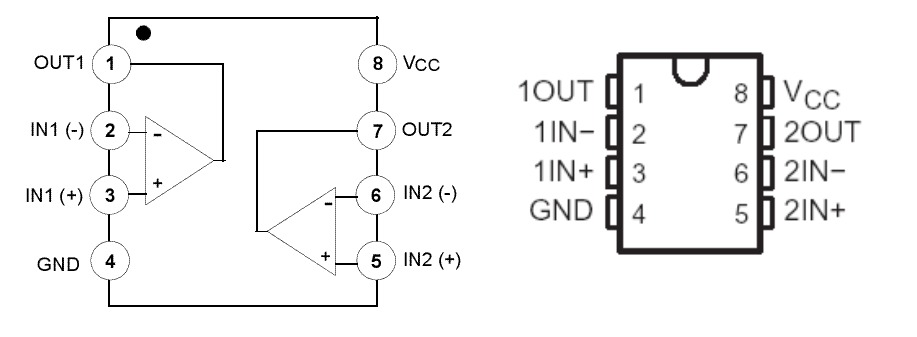 OUT1 1 8 VCC
IN1 (-) 2 - 7 OUT2
IN1 (+) 3 + - 6 IN2 (-)
GND 4 + 5 IN2 (+)
1OUT 1 8 VCC
1IN− 2 7 2OUT
1IN+ 3 6 2IN−
GND 4 5 2IN+